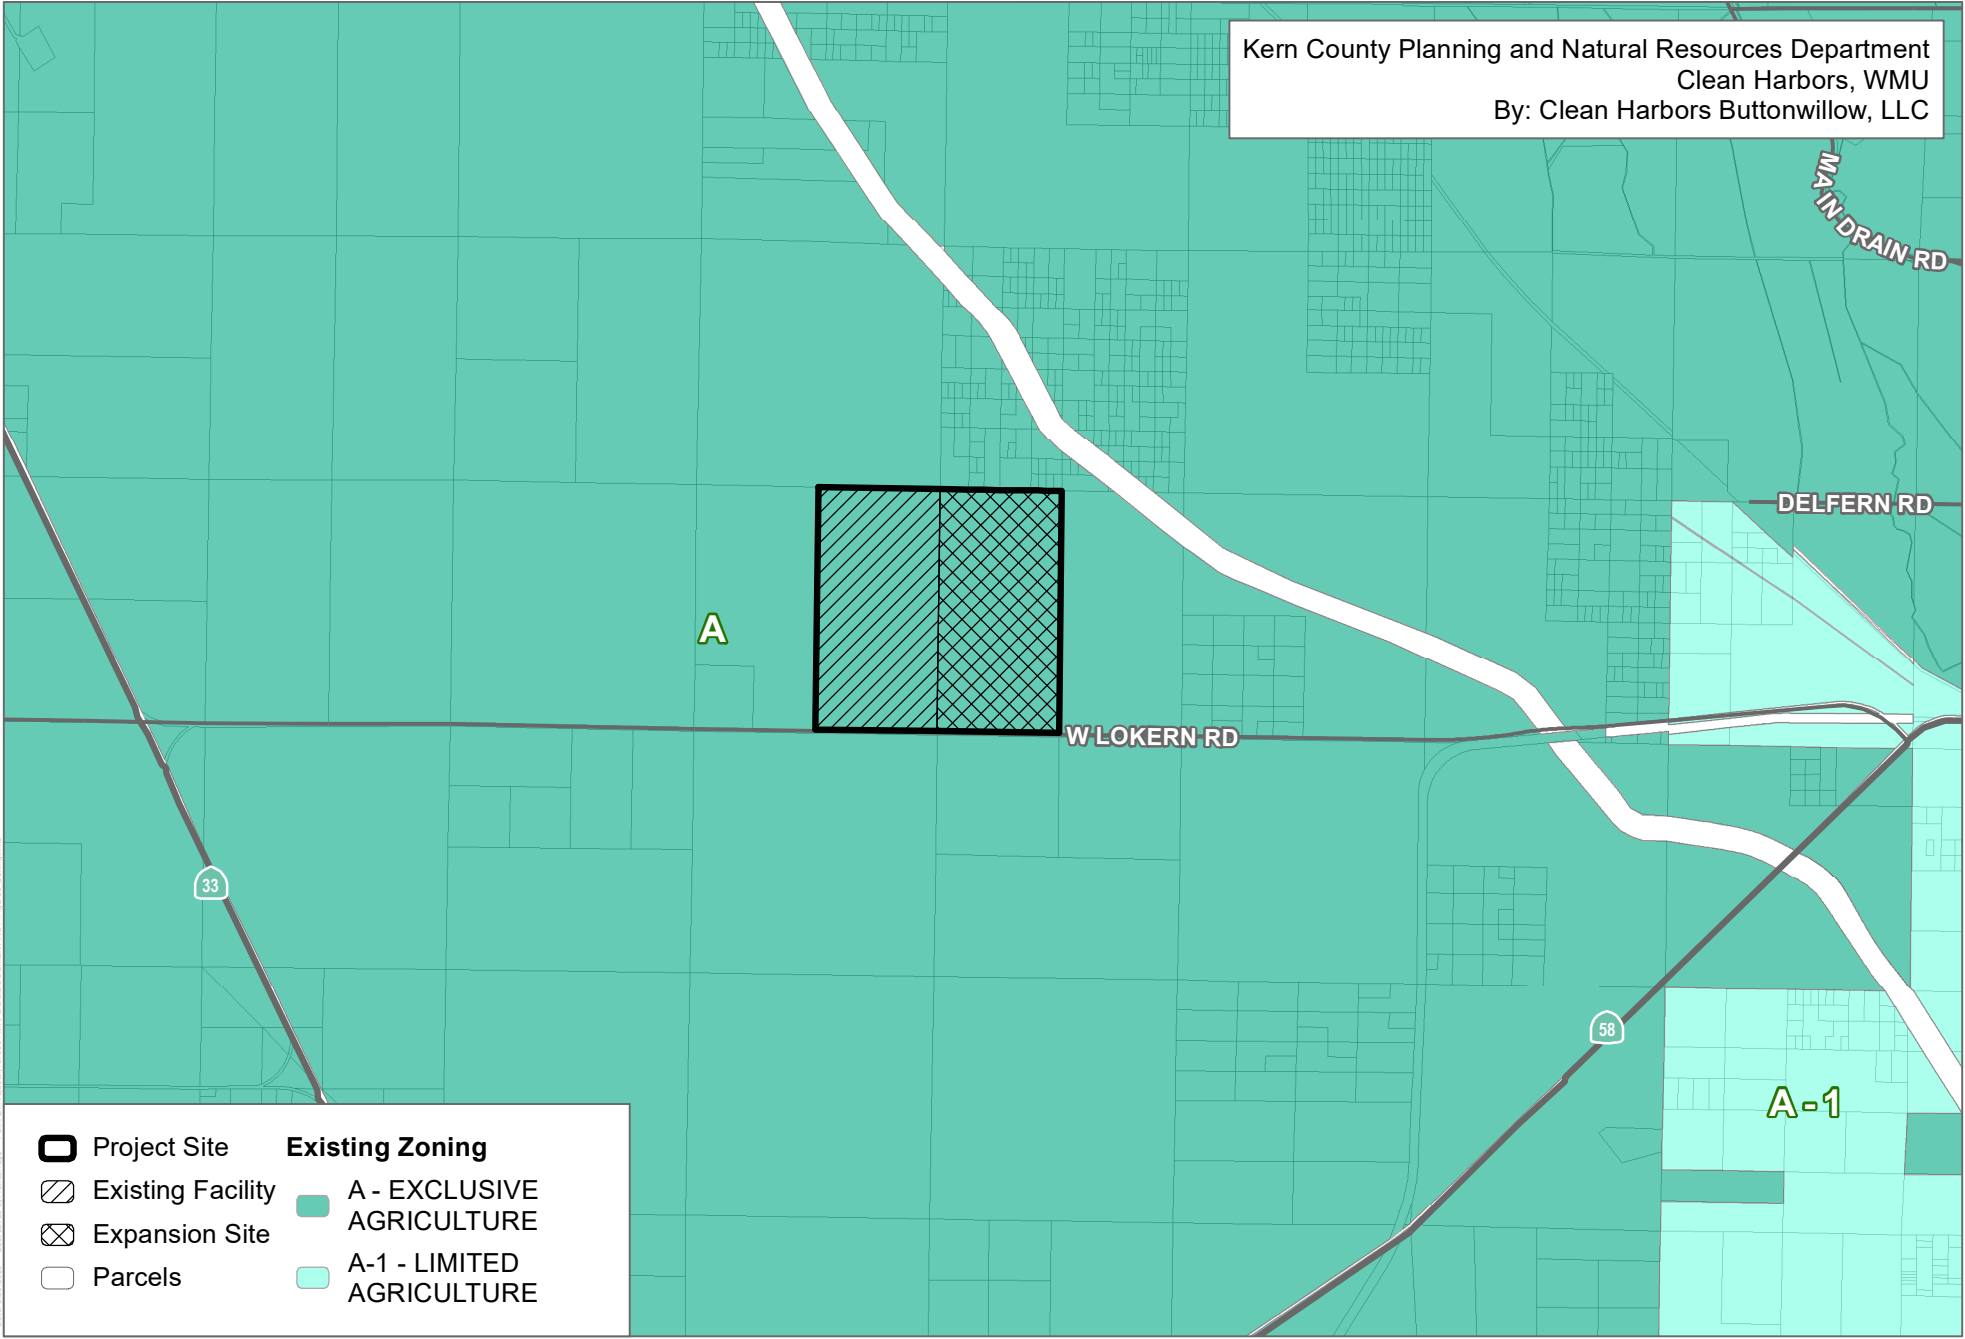 Kern County Planning and Natural Resources Department
Clean Harbors, WMU
By: Clean Harbors Buttonwillow, LLC
MAIN DRAIN RD
DELFERN RD
A
W LOKERN RD
33
58
A - 1
Project Site
Existing Facility
Expansion Site
Parcels
Existing Zoning
A - EXCLUSIVE
AGRICULTURE
A-1 - LIMITED
AGRICULTURE